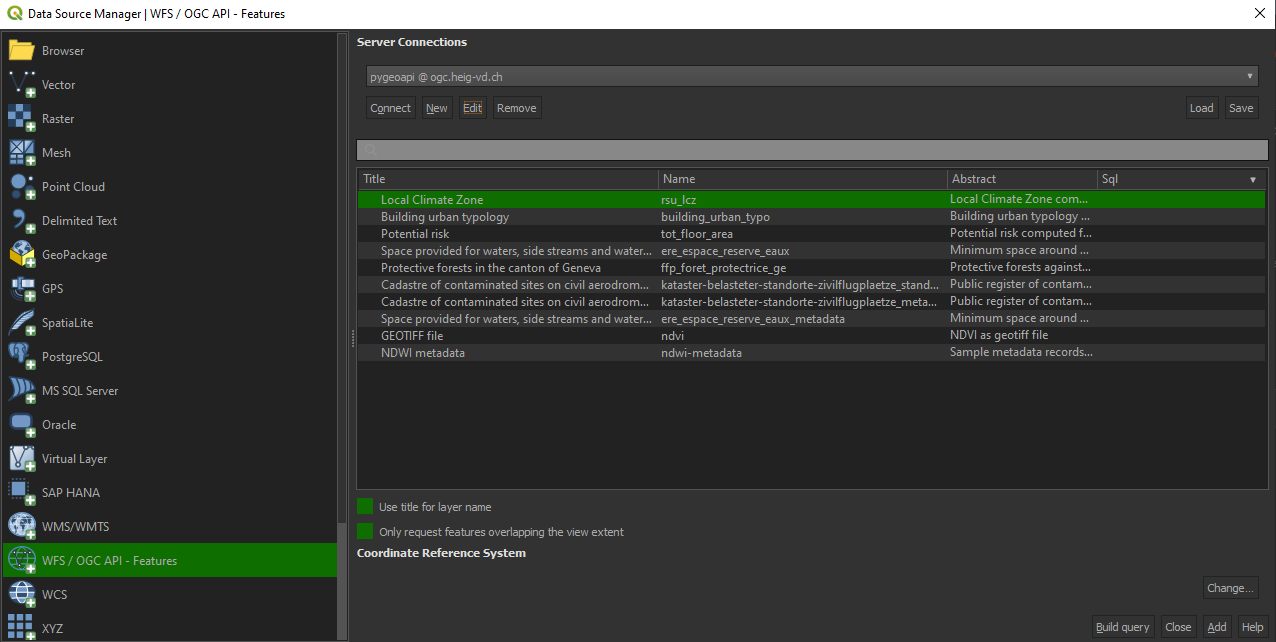 Data Source Manager | WFS / OGC API - Features
Browser
Vector
Raster
Mesh
Point Cloud
Delimited Text
GeoPackage
GPS
SpatiaLite
PostgreSQL
MS SQL Server
Oracle
Virtual Layer
SAP HANA
WMS/WMTS
WFS / OGC API - Features
WCS
XYZ
Server Connections
pygeoapi @ ogc.heig-vd.ch
Connect New Edit Remove Load Save
Title Name Abstract Sql
Local Climate Zone rsu_lcz Local Climate Zone com...
Building urban typology building_urban_typo Building urban typology ...
Potential risk tot_floor_area Potential risk computed f...
Space provided for waters, side streams and water... ere_espace_reserve_eaux Minimum space around ...
Protective forests in the canton of Geneva ffp_foret_protectrice_ge Protective forests against...
Cadastre of contaminated sites on civil aerodrom... kataster-belasteter-standorte-zivilflugplaetze_stand... Public register of contam...
Cadastre of contaminated sites on civil aerodrom... kataster-belasteter-standorte-zivilflugplaetze_meta... Public register of contam...
Space provided for waters, side streams and water... ere_espace_reserve_eaux_metadata Minimum space around ...
GEOTIFF file ndvi NDVI as geotiff file
NDWI metadata ndwi-metadata Sample metadata records...
Use title for layer name
Only request features overlapping the view extent
Coordinate Reference System
Change...
Build query Close Add Help